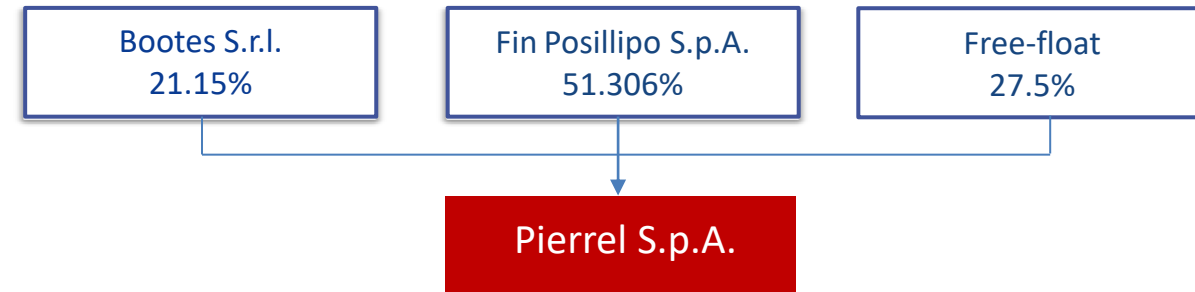 Bootes S.r.l.
21.15%
Fin Posillipo S.p.A.
51.306%
Free-float
27.5%
Pierrel S.p.A.